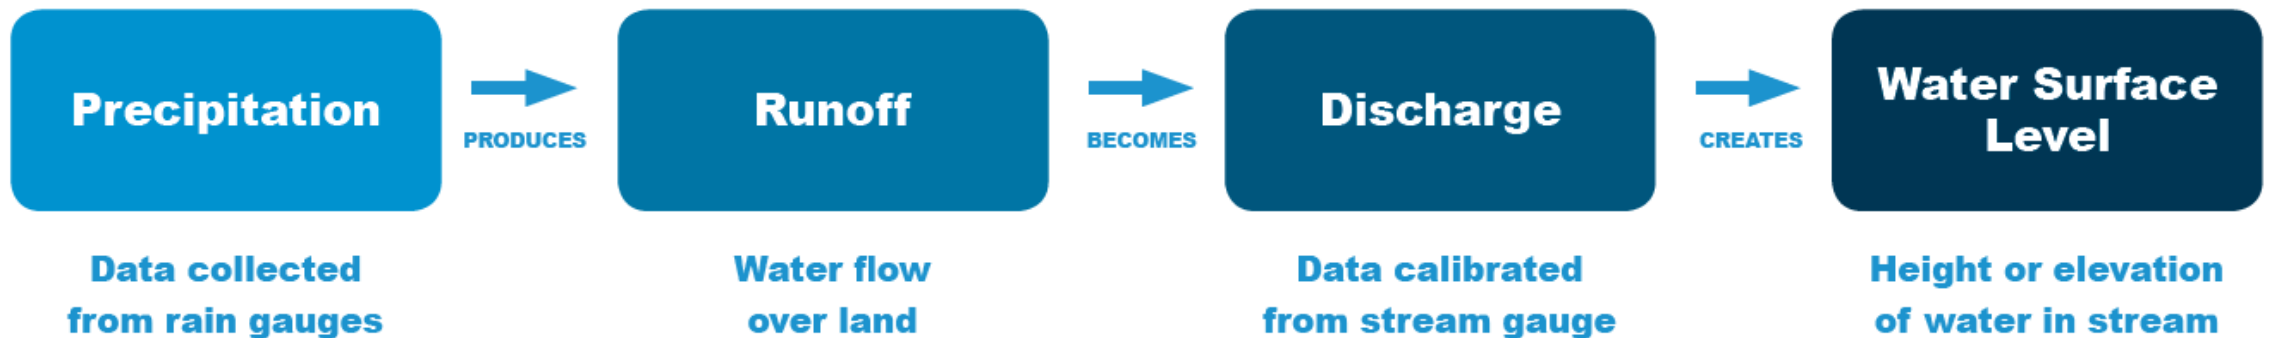 Precipitation
PRODUCES
Runoff
BECOMES
Discharge
CREATES
Water Surface
Level
Data collected
from rain gauges
Water flow
over land
Data calibrated
from stream gauge
Height or elevation
of water in stream